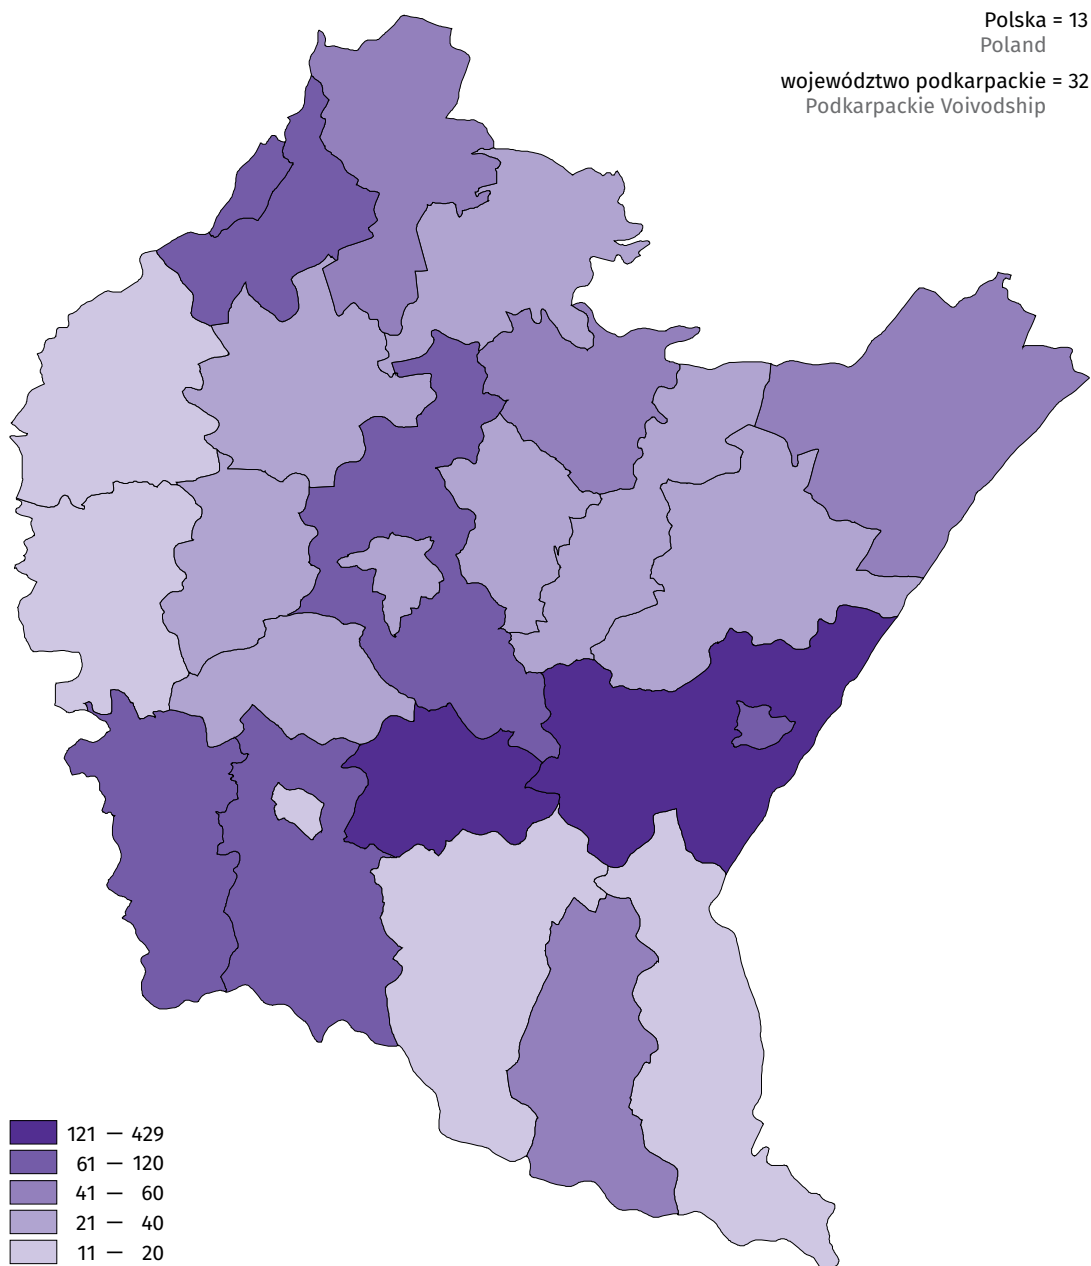 Polska = 13
Poland
województwo podkarpackie = 32
Podkarpackie Voivodship
121 – 429
61 – 120
41 – 60
21 – 40
11 – 20